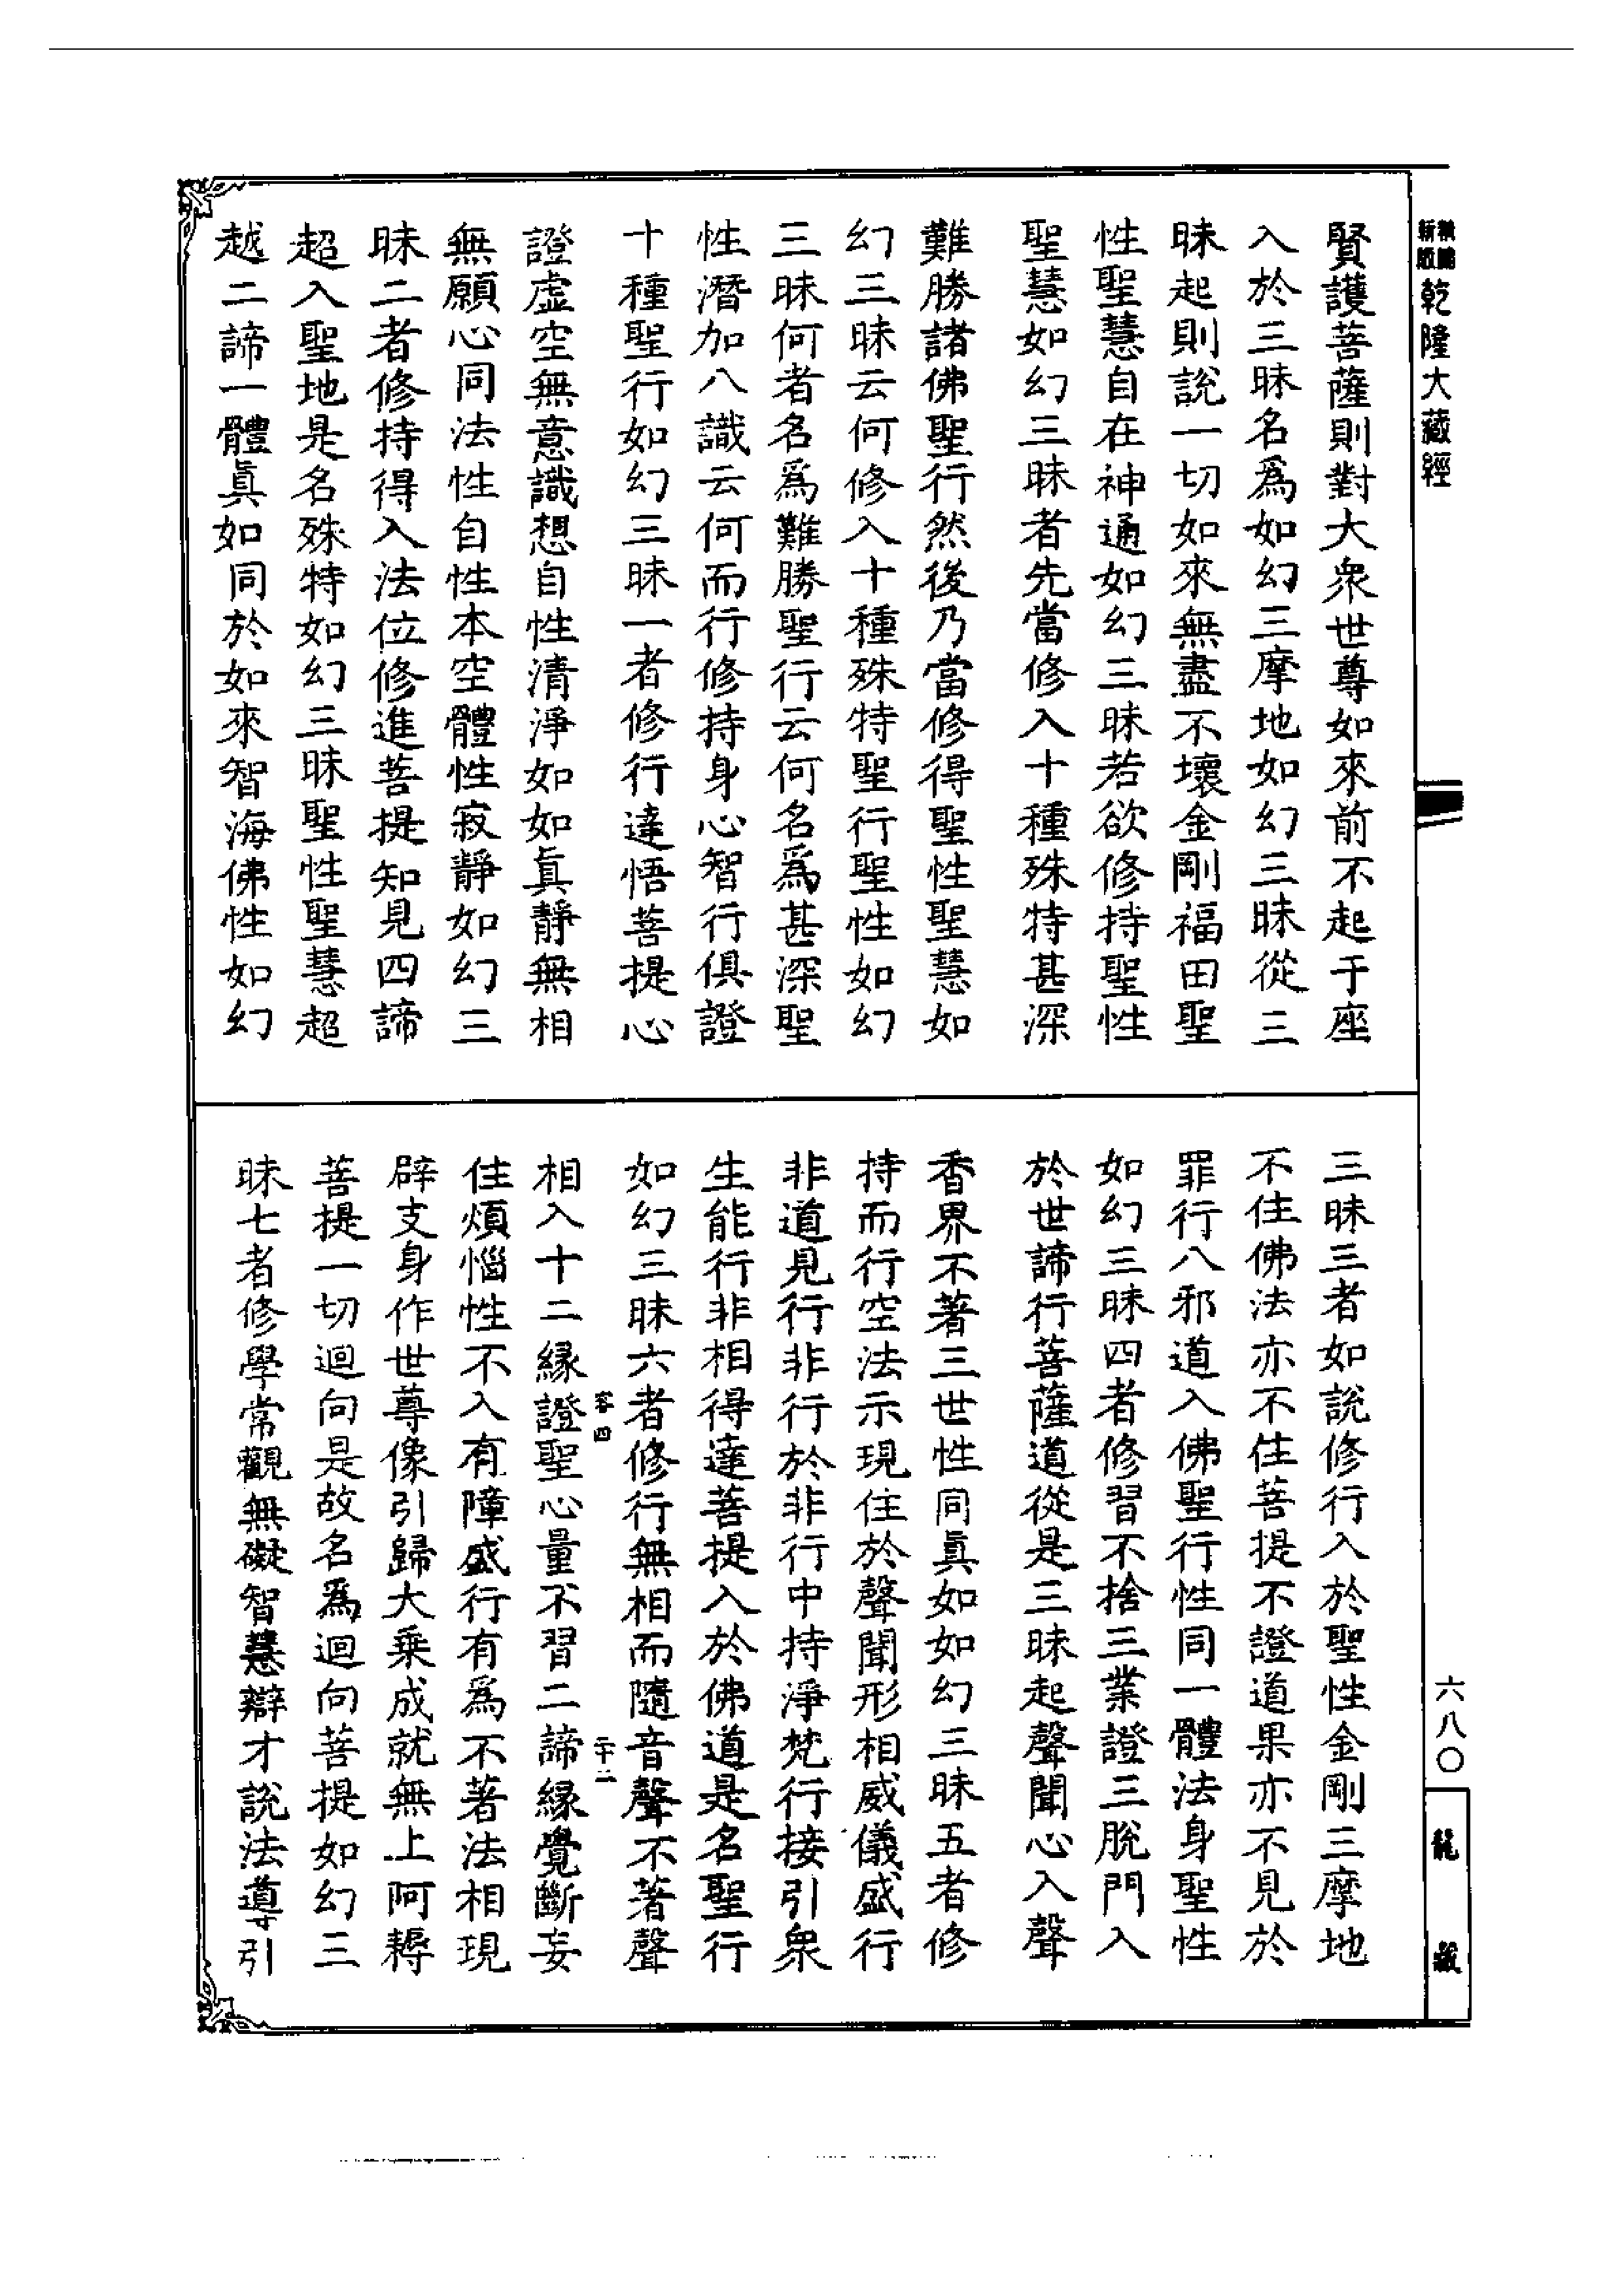 新版
乾隆大藏經
賢護菩薩則對大衆世尊如來前不起于座
入於三昧名爲如幻三摩地如幻三昧從三
昧起則說一切如來無盡不壞金剛福田聖
性聖慧自在神通如幻三昧若欲修持聖性
聖慧如幻三昧者先當修入十種殊特甚深
難勝諸佛聖行然後乃當修得聖性聖慧如
幻三昧云何修入十種殊特聖行聖性如幻
三昧何者名爲難勝聖行云何名爲甚深聖
性潛加八識云何而行修持身心智行俱證
十種聖行如幻三昧一者修行達悟菩提心
證虛空無意識想自性清淨如如眞靜無相
無願心同法性自性本空體性寂靜如幻三
昧二者修持得入法位修進菩提知見四諦
超入聖地是名殊特如幻三昧聖性聖慧超
越二諦一體眞如同於如來智海佛性如幻
三昧三者如說修行入於聖性金剛三摩地
不住佛法亦不住菩提不證道果亦不見於
罪行八邪道入佛聖行性同一體法身聖性
如幻三昧四者修習不捨三業證三脫門入
於世諦行菩薩道從是三昧起聲聞心入聲
香界不著三世性同眞如如幻三昧五者修
持而行空法示現住於聲聞形相威儀盛行
非道見行非行於非行中持淨梵行接引衆
生能行非相得達菩提入於佛道是名聖行
如幻三昧六者修行無相而隨音聲不著聲
客四
二十二
相入十二緣證聖心量不習二諦緣覺斷妄
住煩惱性不入有障盛行有爲不著法相現
辟支身作世尊像引歸大乘成就無上阿耨
菩提一切迴向是故名爲迴向菩提如幻三
昧七者修學常觀無礙智慧辯才說法導引
六八〇
龍藏